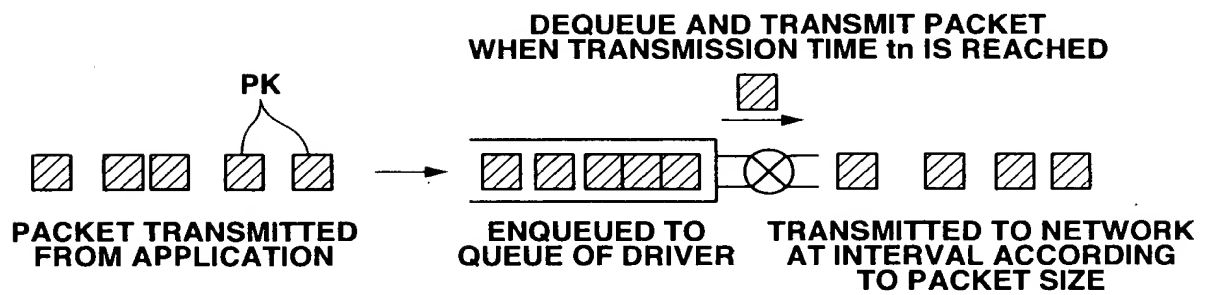 DEQUEUE AND TRANSMIT PACKET
WHEN TRANSMISSION TIME tn IS REACHED
PK
PACKET TRANSMITTED
FROM APPLICATION
ENQUEUED TO
QUEUE OF DRIVER
TRANSMITTED TO NETWORK
AT INTERVAL ACCORDING
TO PACKET SIZE